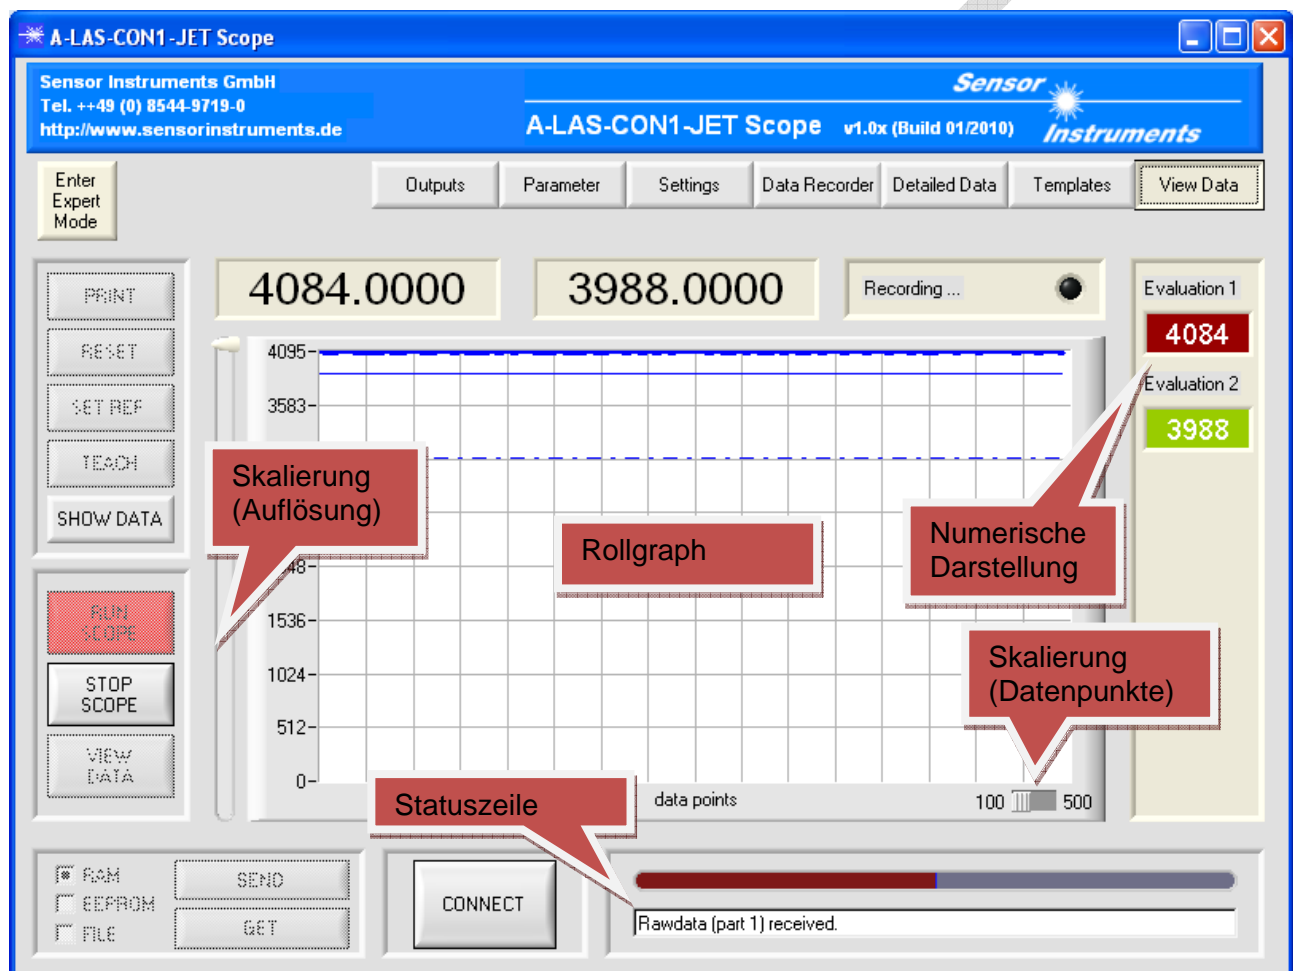 A-LAS-CON1-JET Scope
Sensor Instruments GmbH
Tel. ++49 (0) 8544-9719-0
http://www.sensorinstruments.de
Sensor
Instruments
A-LAS-CON1-JET Scope v1.0x (Build 01/2010)
Enter
Expert
Mode
Outputs
Parameter
Settings
Data Recorder
Detailed Data
Templates
View Data
PRINT
RESET
SET REF
TEACH
SHOW DATA
RUN
SCOPE
STOP
SCOPE
VIEW
DATA
4084.0000
3988.0000
Recording ...
Evaluation 1
4084
Evaluation 2
3988
4095
3583
1536
1024
512
0
data points
100
500
Skalierung
(Auflösung)
Rollgraph
Numerische
Darstellung
Skalierung
(Datenpunkte)
Statuszeile
RAM
EEPROM
FILE
SEND
GET
CONNECT
Rawdata (part 1) received.